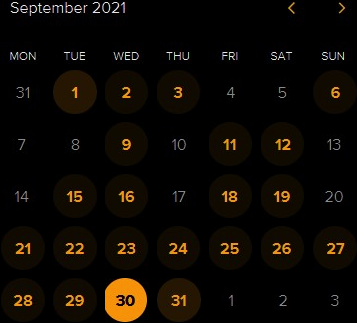 September 2021
MON TUE WED THU FRI SAT SUN
31 1 2 3 4 5 6
7 8 9 10 11 12 13
14 15 16 17 18 19 20
21 22 23 24 25 26 27
28 29 30 31 1 2 3